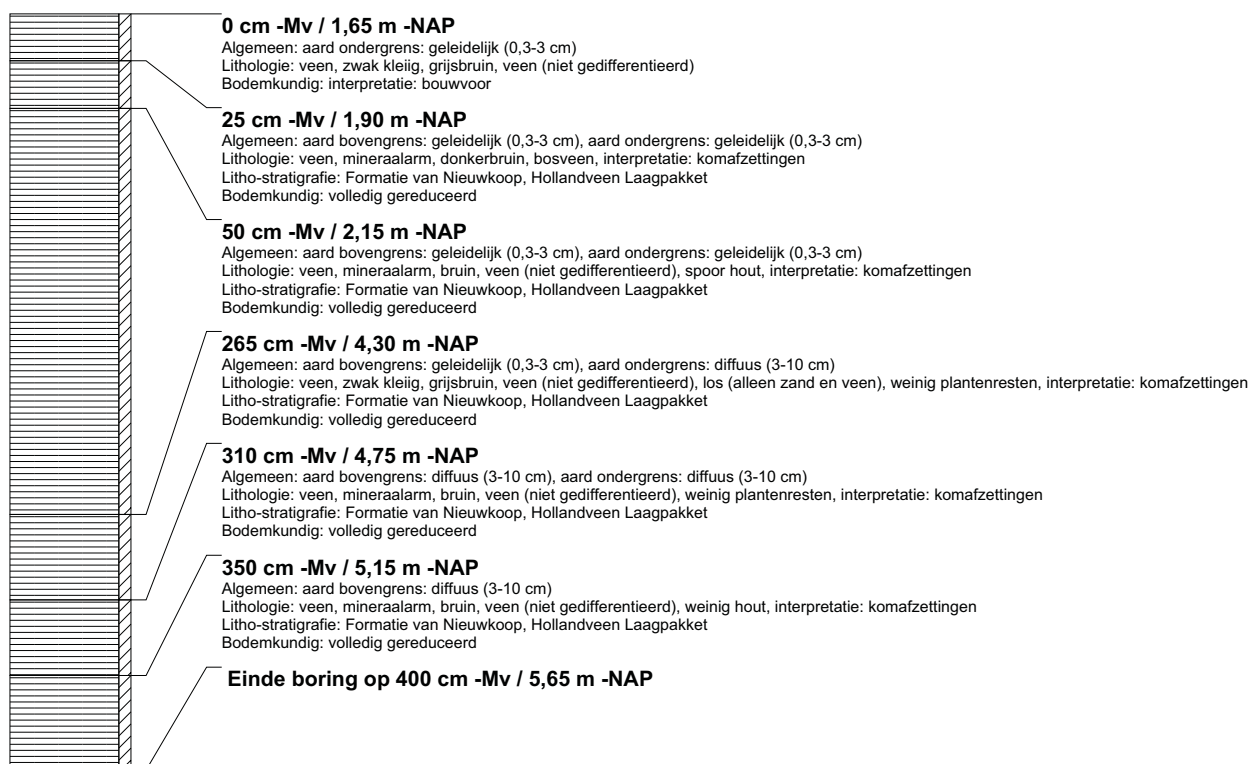 0 cm -Mv / 1,65 m -NAP
Algemeen: aard ondergrens: geleidelijk (0,3-3 cm)
Lithologie: veen, zwak kleiig, grijsbruin, veen (niet gedifferentieerd)
Bodemkundig: interpretatie: bouwvoor
25 cm -Mv / 1,90 m -NAP
Algemeen: aard bovengrens: geleidelijk (0,3-3 cm), aard ondergrens: geleidelijk (0,3-3 cm)
Lithologie: veen, mineraalarm, donkerbruin, bosveen, interpretatie: komafzettingen
Litho-stratigrafie: Formatie van Nieuwkoop, Hollandveen Laagpakket
Bodemkundig: volledig gereduceerd
50 cm -Mv / 2,15 m -NAP
Algemeen: aard bovengrens: geleidelijk (0,3-3 cm), aard ondergrens: geleidelijk (0,3-3 cm)
Lithologie: veen, mineraalarm, bruin, veen (niet gedifferentieerd), spoor hout, interpretatie: komafzettingen
Litho-stratigrafie: Formatie van Nieuwkoop, Hollandveen Laagpakket
Bodemkundig: volledig gereduceerd
265 cm -Mv / 4,30 m -NAP
Algemeen: aard bovengrens: geleidelijk (0,3-3 cm), aard ondergrens: diffuus (3-10 cm)
Lithologie: veen, zwak kleiig, grijsbruin, veen (niet gedifferentieerd), los (alleen zand en veen), weinig plantenresten, interpretatie: komafzettingen
Litho-stratigrafie: Formatie van Nieuwkoop, Hollandveen Laagpakket
Bodemkundig: volledig gereduceerd
310 cm -Mv / 4,75 m -NAP
Algemeen: aard bovengrens: diffuus (3-10 cm), aard ondergrens: diffuus (3-10 cm)
Lithologie: veen, mineraalarm, bruin, veen (niet gedifferentieerd), weinig plantenresten, interpretatie: komafzettingen
Litho-stratigrafie: Formatie van Nieuwkoop, Hollandveen Laagpakket
Bodemkundig: volledig gereduceerd
350 cm -Mv / 5,15 m -NAP
Algemeen: aard bovengrens: diffuus (3-10 cm)
Lithologie: veen, mineraalarm, bruin, veen (niet gedifferentieerd), weinig hout, interpretatie: komafzettingen
Litho-stratigrafie: Formatie van Nieuwkoop, Hollandveen Laagpakket
Bodemkundig: volledig gereduceerd
Einde boring op 400 cm -Mv / 5,65 m -NAP